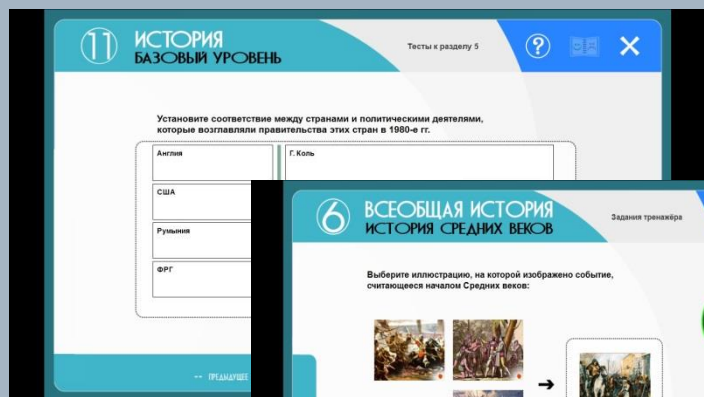 11
ИСТОРИЯ
БАЗОВЫЙ УРОВЕНЬ
Тесты к разделу 5
?
Установите соответствие между странами и политическими деятелями,
которые возглавляли правительства этих стран в 1980-е гг.
Англия
Г. Коль
США
Румыния
ФРГ
ПРЕДЫДУЩЕЕ
6
ВСЕОБЩАЯ ИСТОРИЯ
ИСТОРИЯ СРЕДНИХ ВЕКОВ
Задания тренажёра
Выберите иллюстрацию, на которой изображено событие,
считающееся началом Средних веков: